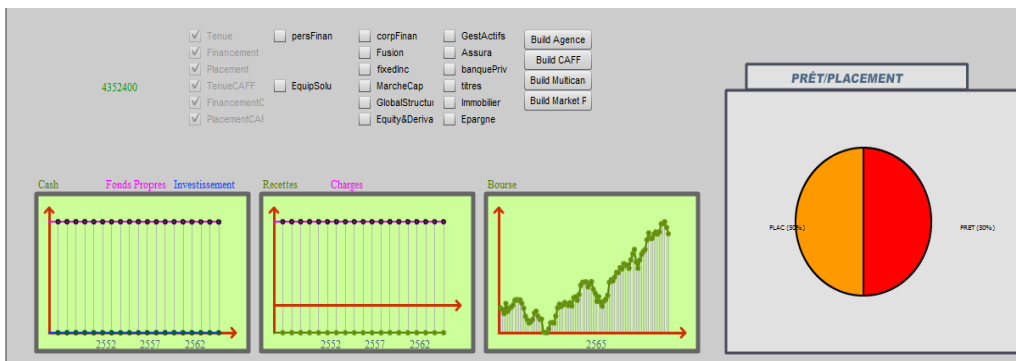 Tenue persFinan corpFinan GestActifs Build Agence
Financement Fusion Assura Build CAFF
Placement fixedInc banquePriv
4352400 TenueCAFF EquipSolu MarcheCap titres Build Multican
FinancementC GlobalStructur Immobilier Build Market F
PlacementCAF Equity&Deriva Epargne
PRÊT/PLACEMENT
Cash Fonds Propres Investissement Recettes Charges Bourse
PLAC (50%) PRET (50%)
2552 2557 2562 2552 2557 2562 2565